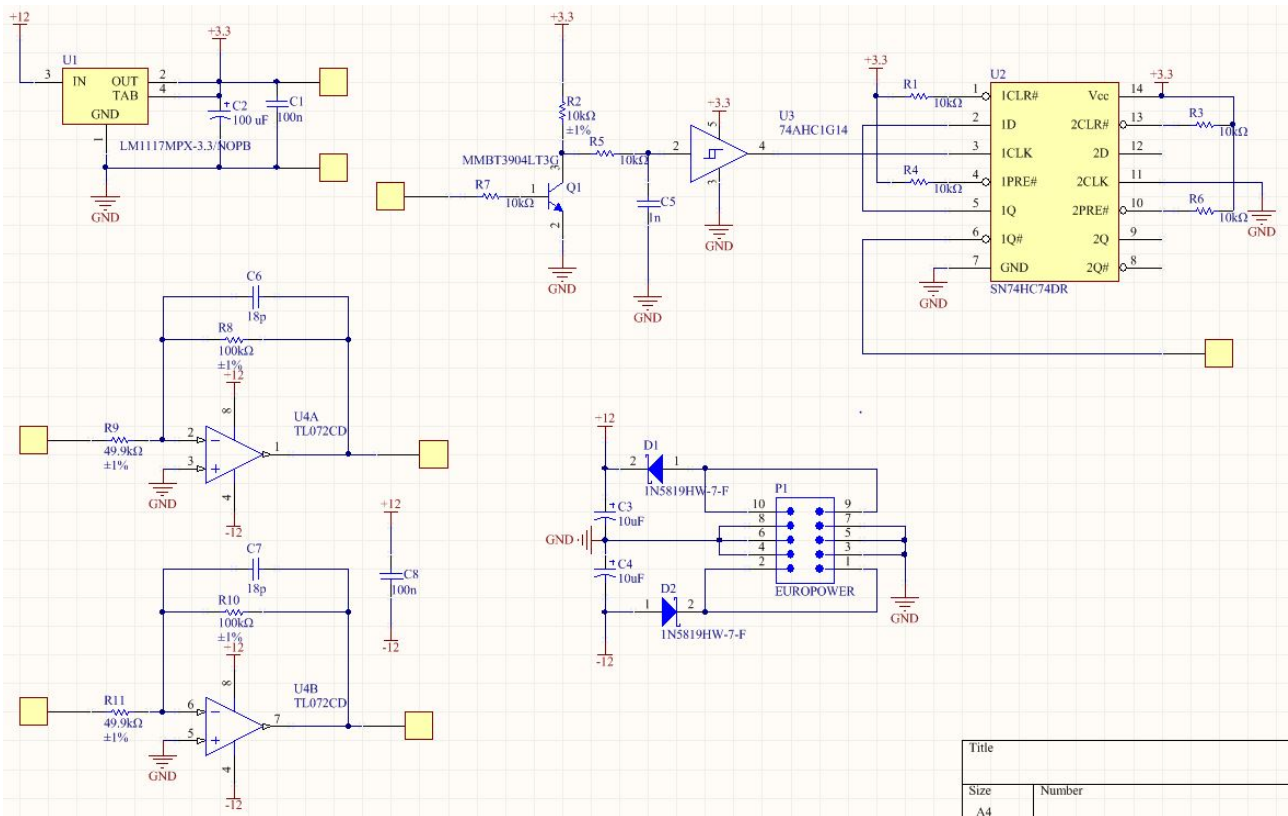 +12
U1
3
IN
OUT
TAB
GND
2
4
1
+3.3
+
C2
100 uF
C1
100n
LM1117MPX-3.3/NOPB
GND
+3.3
R2
10kΩ
±1%
MMBT3904LT3G
R7
10kΩ
1
3
Q1
2
GND
R5
10kΩ
C5
1n
GND
+3.3
5
2
4
3
GND
U3
74AHC1G14
+3.3
R1
10kΩ
R4
10kΩ
U2
1
1CLR#
2
1D
3
1CLK
4
1PRE#
5
1Q
6
1Q#
7
GND
Vcc
14
2CLR#
13
2D
12
2CLK
11
2PRE#
10
2Q
9
2Q#
8
SN74HC74DR
GND
+3.3
R3
10kΩ
R6
10kΩ
GND
C6
18p
R8
100kΩ
±1%
+12
8
R9
49.9kΩ
±1%
2
3
1
4
GND
-12
U4A
TL072CD
C7
18p
R10
100kΩ
±1%
+12
8
R11
49.9kΩ
±1%
6
5
7
4
GND
-12
U4B
TL072CD
+12
C8
100n
-12
+12
D1
2
1
1N5819HW-7-F
+
C3
10uF
GND
+
C4
10uF
D2
1
2
1N5819HW-7-F
-12
P1
10
8
6
4
2
9
7
5
3
1
EUROPOWER
GND
Title
Size
Number
A4